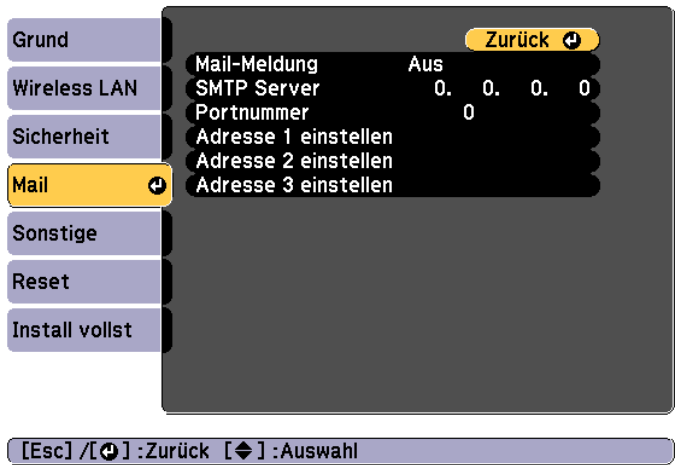 Grund
Wireless LAN
Sicherheit
Mail
Sonstige
Reset
Install vollst
Zurück
Mail-Meldung Aus
SMTP Server 0. 0. 0. 0
Portnummer 0
Adresse 1 einstellen
Adresse 2 einstellen
Adresse 3 einstellen
[Esc] /[⏎] :Zurück [◆] :Auswahl